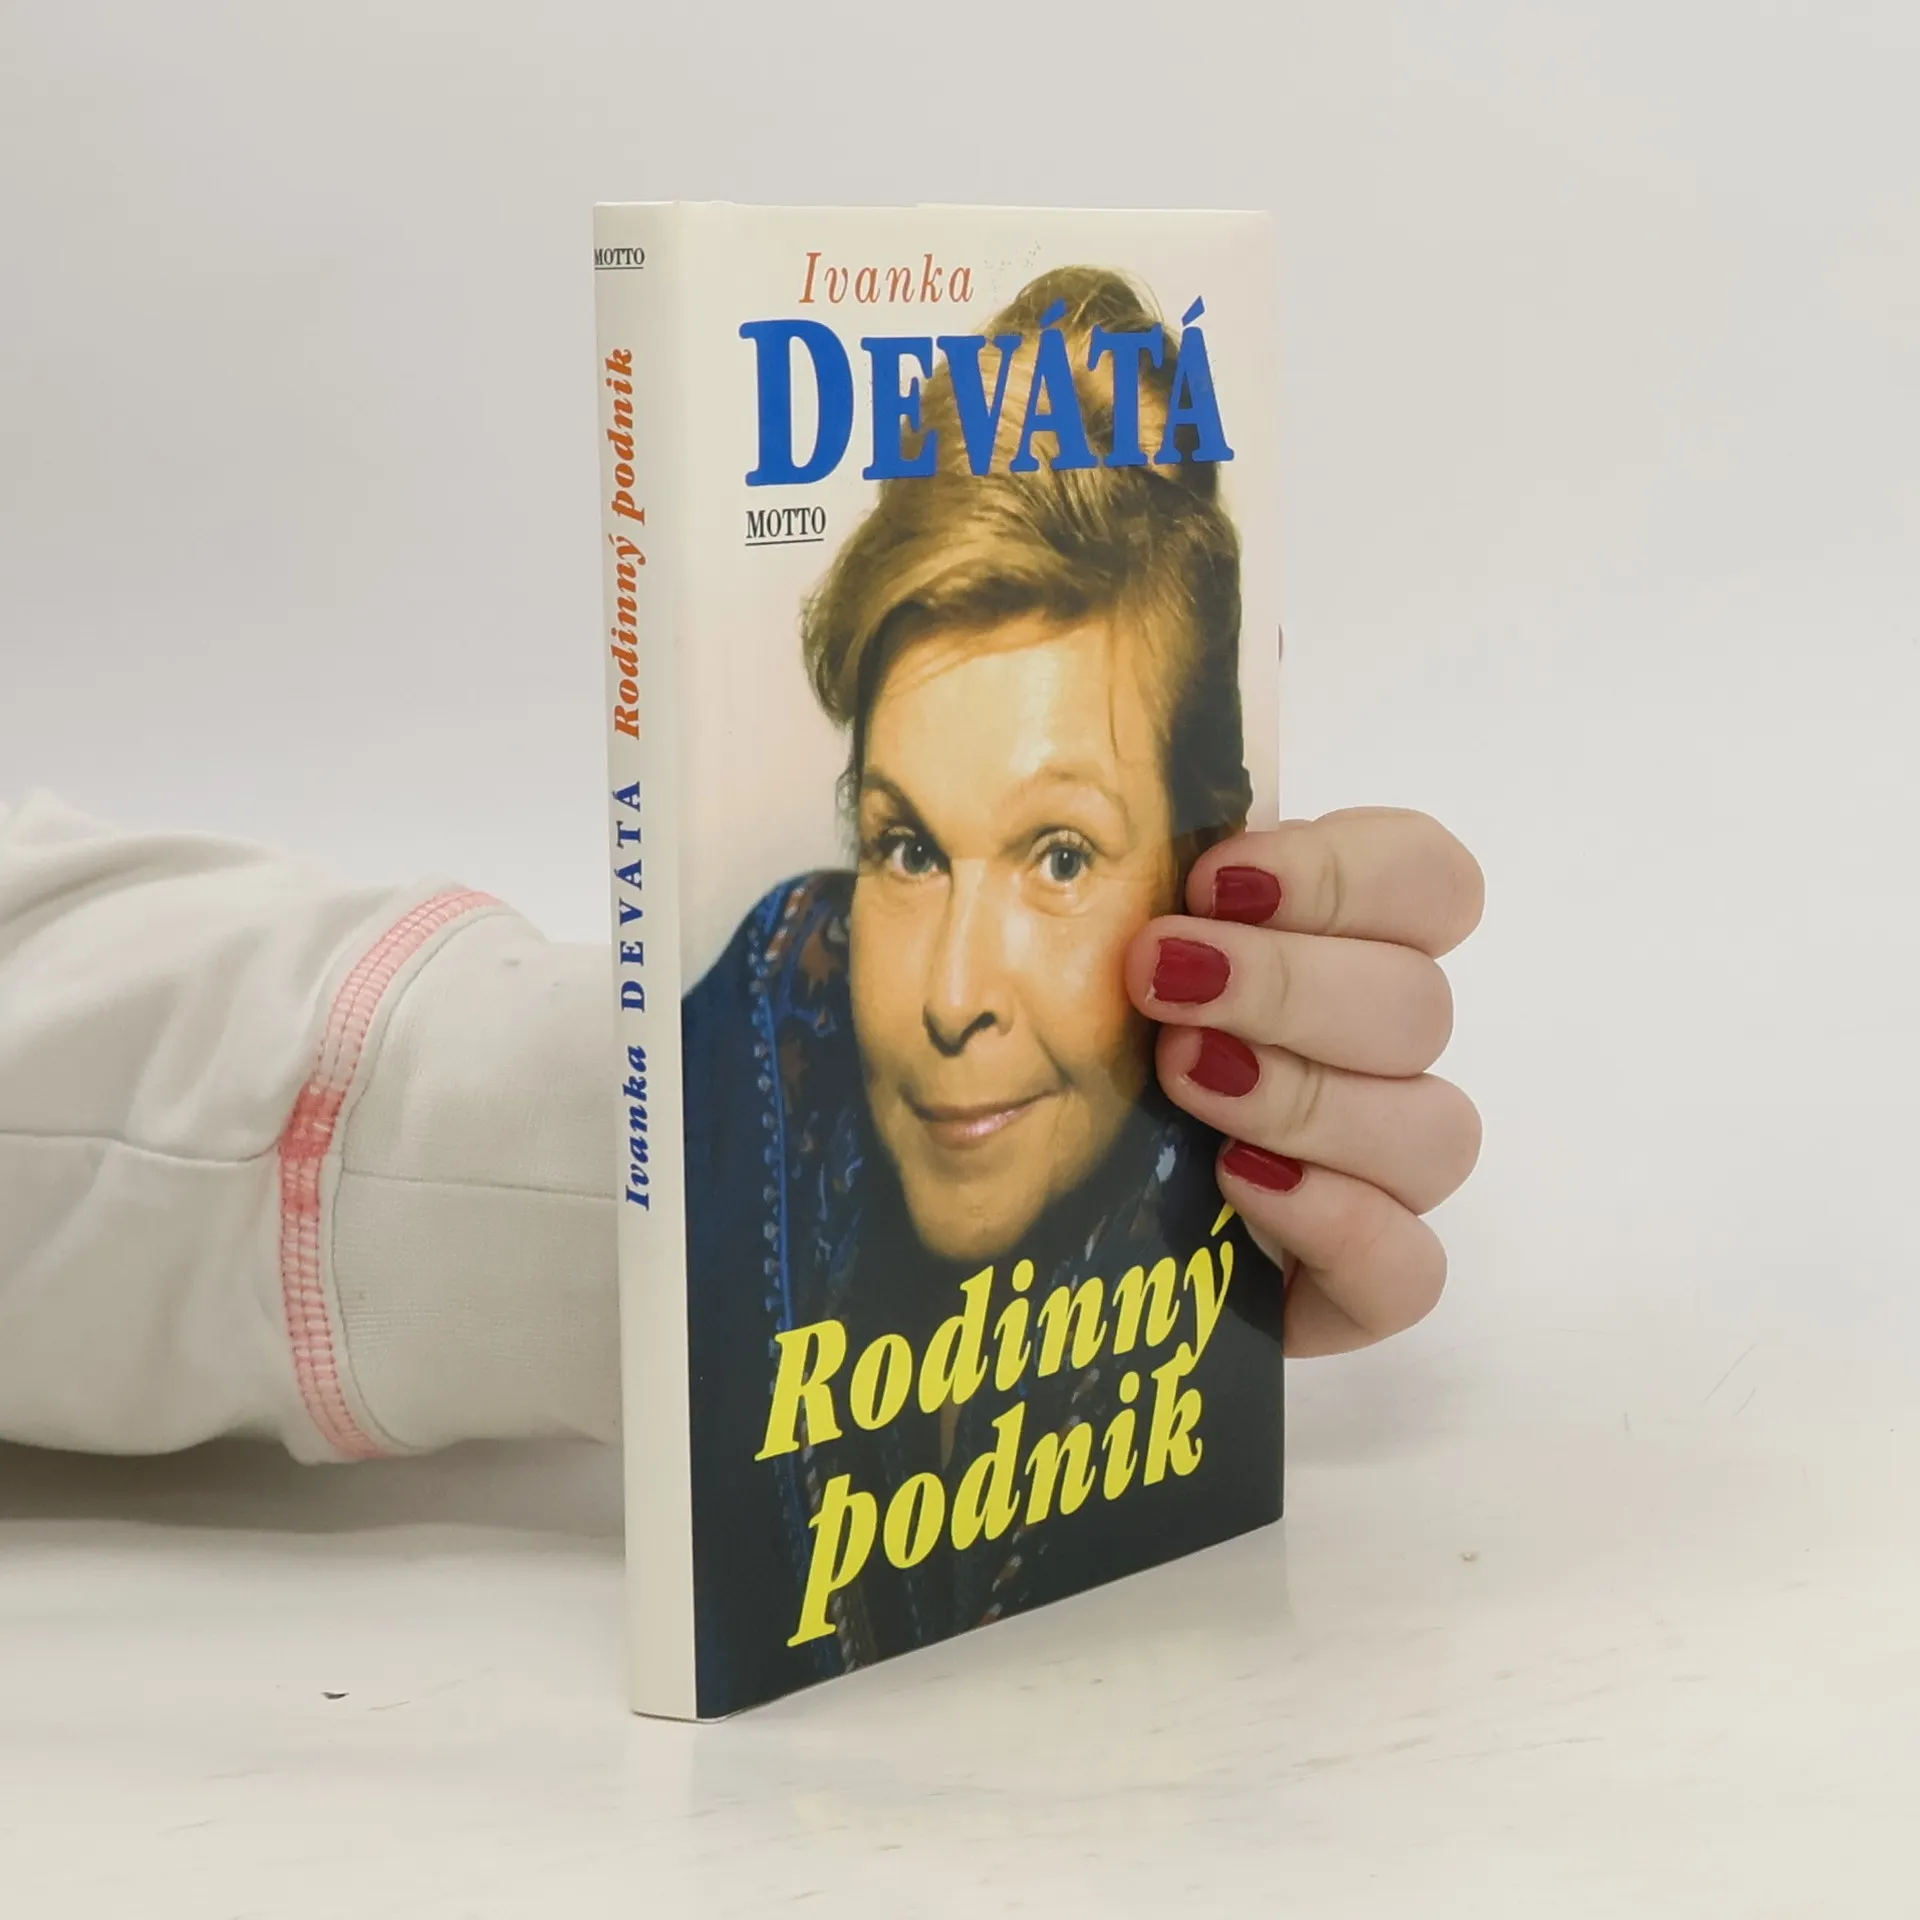 MOTTO
Ivanka DEVÁTÁ Rodinný podnik
Ivanka
DEVÁTÁ
MOTTO
Rodinný
podnik